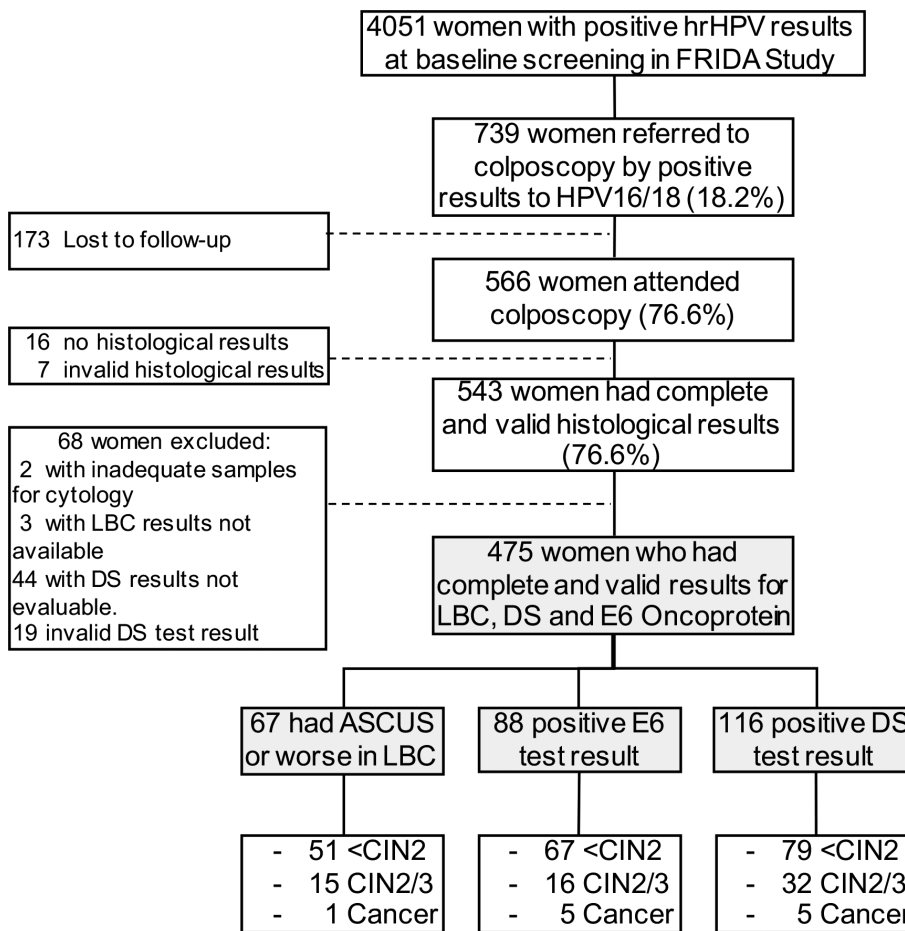 4051 women with positive hrHPV results
at baseline screening in FRIDA Study
739 women referred to
colposcopy by positive
results to HPV16/18 (18.2%)
173 Lost to follow-up
566 women attended
colposcopy (76.6%)
16 no histological results
7 invalid histological results
543 women had complete
and valid histological results
(76.6%)
68 women excluded:
2 with inadequate samples
for cytology
3 with LBC results not
available
44 with DS results not
evaluable.
19 invalid DS test result
475 women who had
complete and valid results for
LBC, DS and E6 Oncoprotein
67 had ASCUS
or worse in LBC
88 positive E6
test result
116 positive DS
test result
- 51 <CIN2
- 15 CIN2/3
- 1 Cancer
- 67 <CIN2
- 16 CIN2/3
- 5 Cancer
- 79 <CIN2
- 32 CIN2/3
- 5 Cancer